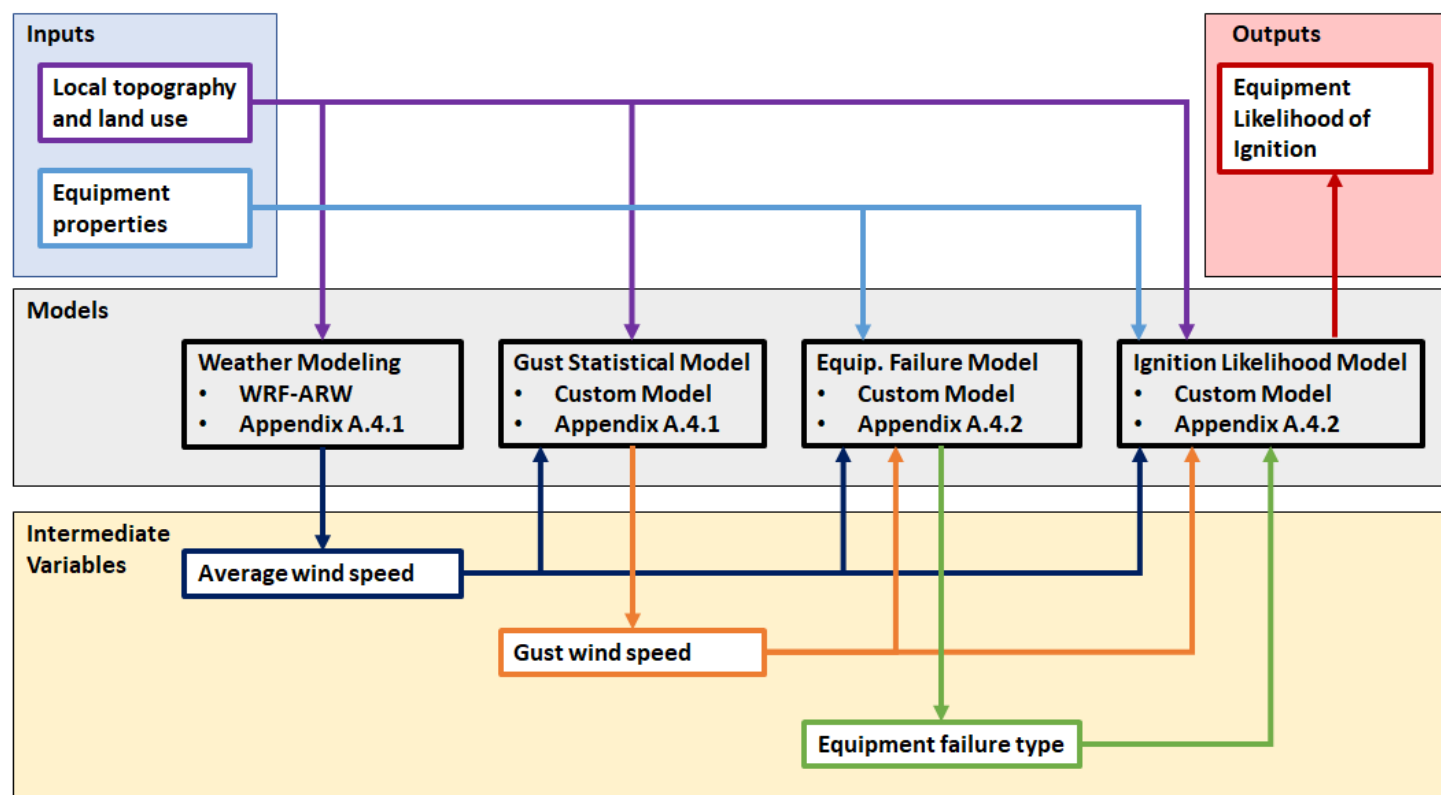 Inputs
Local topography
and land use
Equipment
properties
Outputs
Equipment
Likelihood of
Ignition
Models
Weather Modeling
• WRF-ARW
• Appendix A.4.1
Gust Statistical Model
• Custom Model
• Appendix A.4.1
Equip. Failure Model
• Custom Model
• Appendix A.4.2
Ignition Likelihood Model
• Custom Model
• Appendix A.4.2
Intermediate
Variables
Average wind speed
Gust wind speed
Equipment failure type